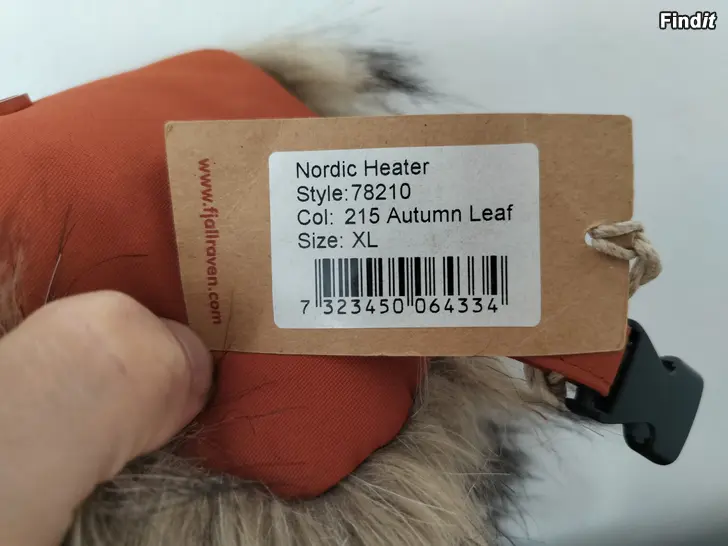 Findit
www.fjallraven.com
Nordic Heater
Style:78210
Col: 215 Autumn Leaf
Size: XL
7 323450 064334